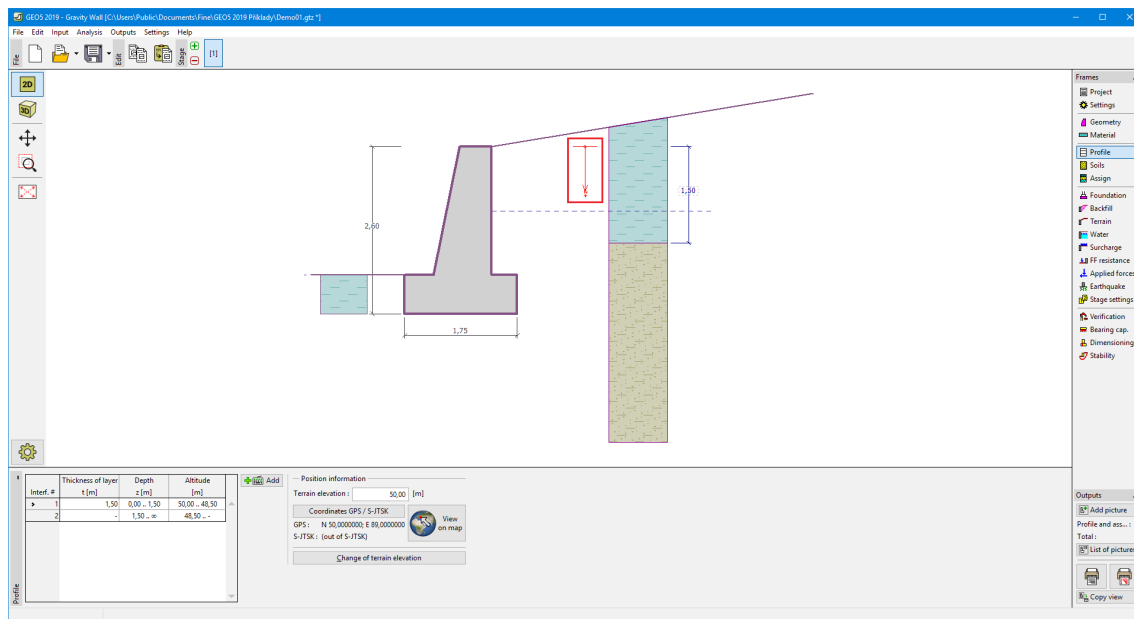 GEO5 2019 - Gravity Wall [C:\Users\Public\Documents\Fine\GEO5 2019 Příklady\Demo01.gtz *]
File Edit Input Analysis Outputs Settings Help
File
Edit
Stage
[1]
2D
3D
2,60
1,75
1,50
Frames
Project
Settings
Geometry
Material
Profile
Soils
Assign
Foundation
Backfill
Terrain
Water
Surcharge
FF resistance
Applied forces
Earthquake
Stage settings
Verification
Bearing cap.
Dimensioning
Stability
Profile
Interf. # Thickness of layer t [m] Depth z [m] Altitude [m]
1 1,50 0,00 .. 1,50 50,00 .. 48,50
2 - 1,50 .. ∞ 48,50 .. -
Add
Position information
Terrain elevation : 50,00 [m]
Coordinates GPS / S-JTSK
GPS : N 50,0000000; E 89,0000000
S-JTSK : (out of S-JTSK)
View on map
Change of terrain elevation
Outputs
Add picture
Profile and ass... :
Total :
List of pictures
Copy view